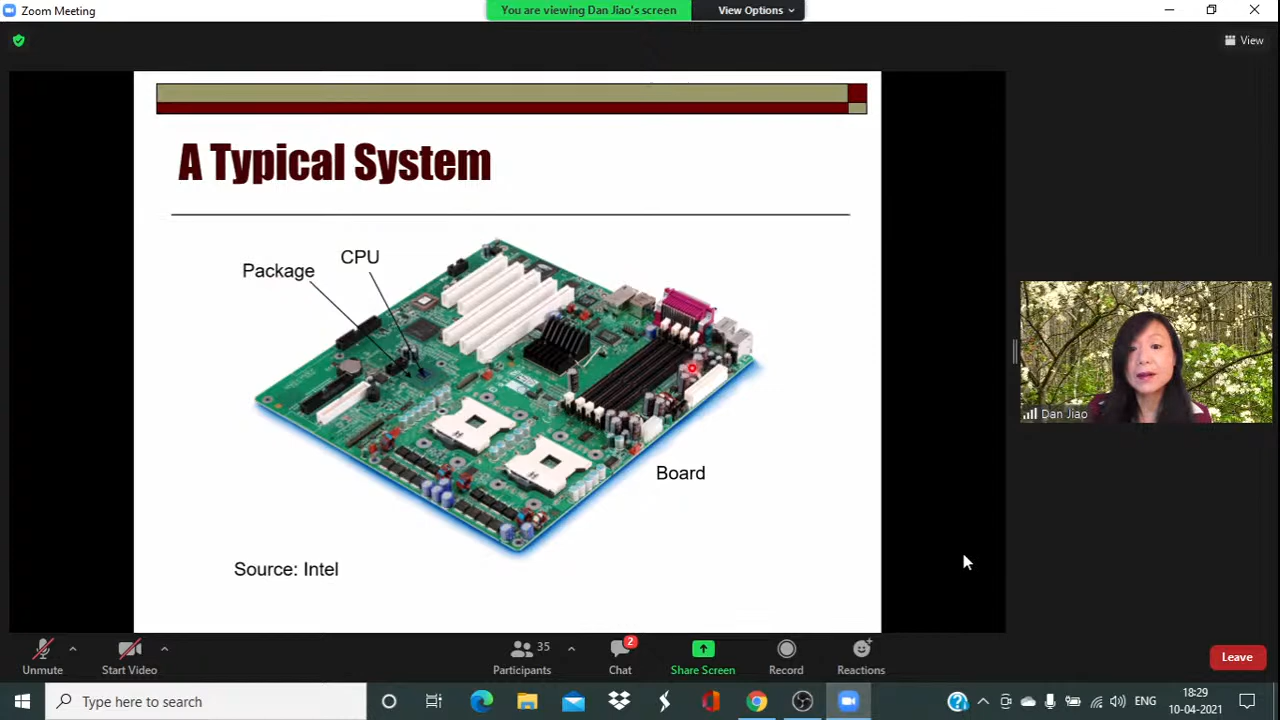 Zoom Meeting
You are viewing Dan Jiao's screen
View Options
View
A Typical System
CPU
Package
Board
Source: Intel
Dan Jiao
Unmute
Start Video
35
Participants
2
Chat
Share Screen
Record
Reactions
Leave
Type here to search
ENG
18:29
10-04-2021